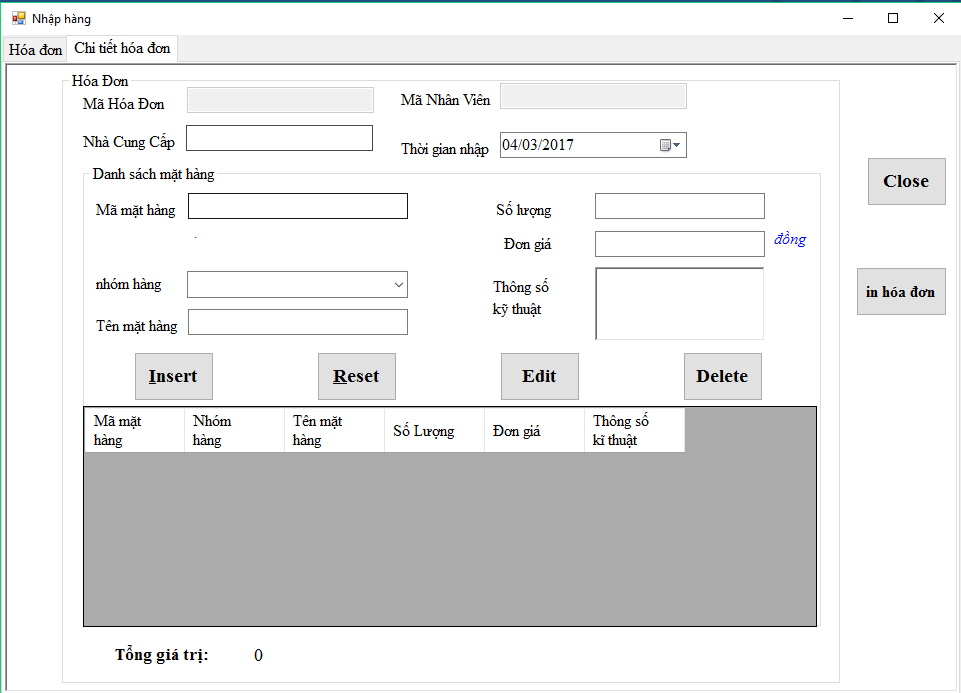 Nhập hàng
Hóa đơn
Chi tiết hóa đơn
Hóa Đơn
Mã Hóa Đơn
Mã Nhân Viên
Nhà Cung Cấp
Thời gian nhập
04/03/2017
Danh sách mặt hàng
Mã mặt hàng
Số lượng
Close
.
Đơn giá
đồng
nhóm hàng
Thông số
kỹ thuật
in hóa đơn
Tên mặt hàng
Insert
Reset
Edit
Delete
Mã mặt
hàng
Nhóm
hàng
Tên mặt
hàng
Số Lượng
Đơn giá
Thông số
kĩ thuật
Tổng giá trị:
0